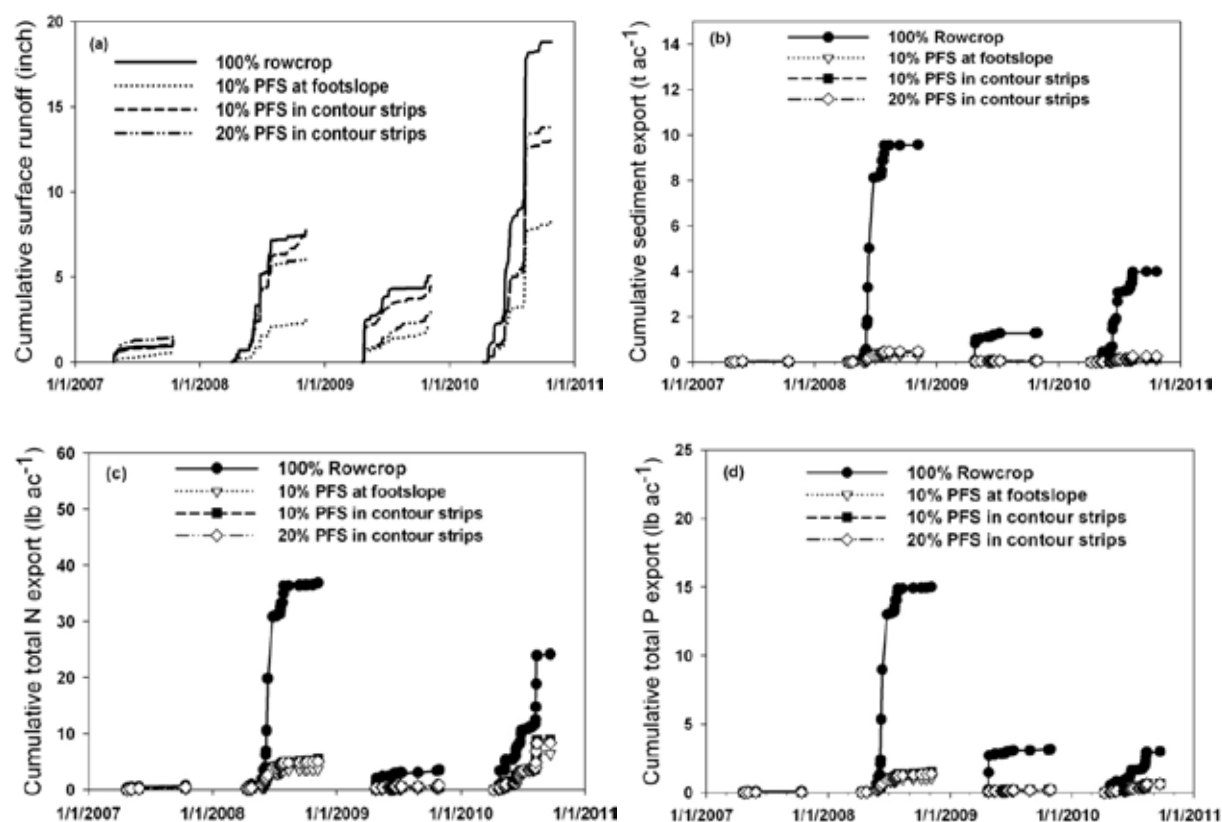 (a)
100% rowcrop
10% PFS at footslope
10% PFS in contour strips
20% PFS in contour strips
Cumulative surface runoff (inch)
20
15
10
5
0
1/1/2007 1/1/2008 1/1/2009 1/1/2010 1/1/2011
(b)
100% Rowcrop
10% PFS at footslope
10% PFS in contour strips
20% PFS in contour strips
Cumulative sediment export (t ac-1)
14
12
10
8
6
4
2
0
1/1/2007 1/1/2008 1/1/2009 1/1/2010 1/1/2011
(c)
100% Rowcrop
10% PFS at footslope
10% PFS in contour strips
20% PFS in contour strips
Cumulative total N export (lb ac-1)
60
50
40
30
20
10
0
1/1/2007 1/1/2008 1/1/2009 1/1/2010 1/1/2011
(d)
100% Rowcrop
10% PFS at footslope
10% PFS in contour strips
20% PFS in contour strips
Cumulative total P export (lb ac-1)
25
20
15
10
5
0
1/1/2007 1/1/2008 1/1/2009 1/1/2010 1/1/2011